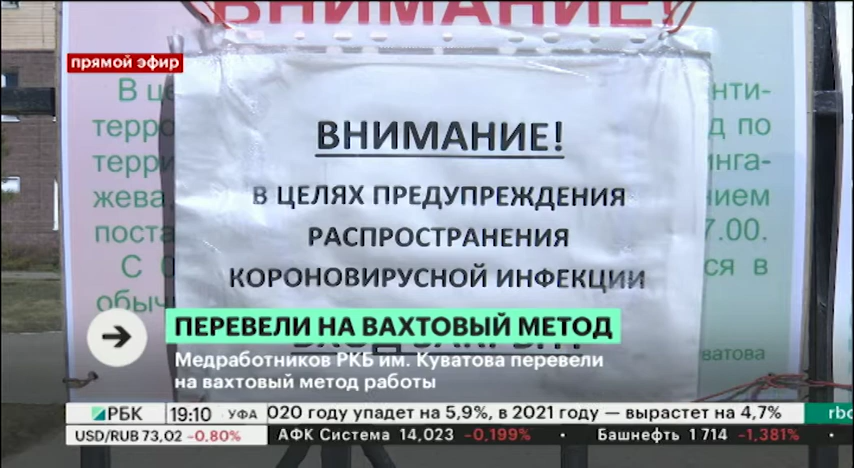 ВНИМАНИЕ!
ПРЯМОЙ ЭФИР
ВНИМАНИЕ!
В ЦЕЛЯХ ПРЕДУПРЕЖДЕНИЯ
РАСПРОСТРАНЕНИЯ
КОРОНОВИРУСНОЙ ИНФЕКЦИИ
ПЕРЕВЕЛИ НА ВАХТОВЫЙ МЕТОД
Медработников РКБ им. Куватова перевели
на вахтовый метод работы
РБК 19:10 УФА 020 году упадет на 5,9%, в 2021 году — вырастет на 4,7% rbc
USD/RUB 73,02 -0,80% АФК Система 14,023 -0,199% Башнефть 1 714 -1,381%